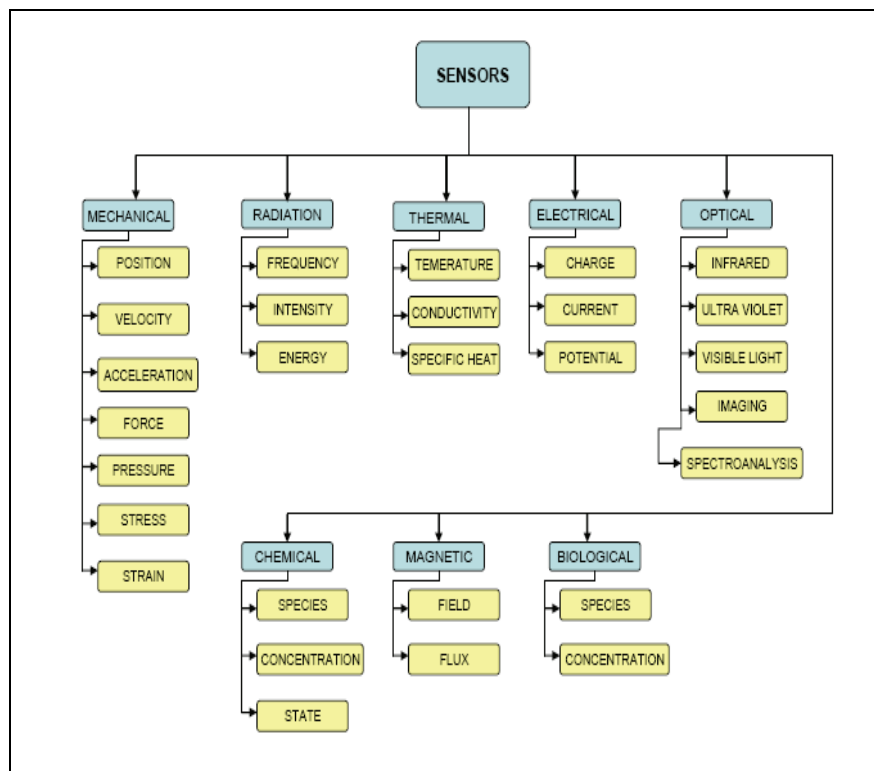 SENSORS
MECHANICAL
POSITION
VELOCITY
ACCELERATION
FORCE
PRESSURE
STRESS
STRAIN
RADIATION
FREQUENCY
INTENSITY
ENERGY
THERMAL
TEMERATURE
CONDUCTIVITY
SPECIFIC HEAT
ELECTRICAL
CHARGE
CURRENT
POTENTIAL
OPTICAL
INFRARED
ULTRA VIOLET
VISIBLE LIGHT
IMAGING
SPECTROANALYSIS
CHEMICAL
SPECIES
CONCENTRATION
STATE
MAGNETIC
FIELD
FLUX
BIOLOGICAL
SPECIES
CONCENTRATION